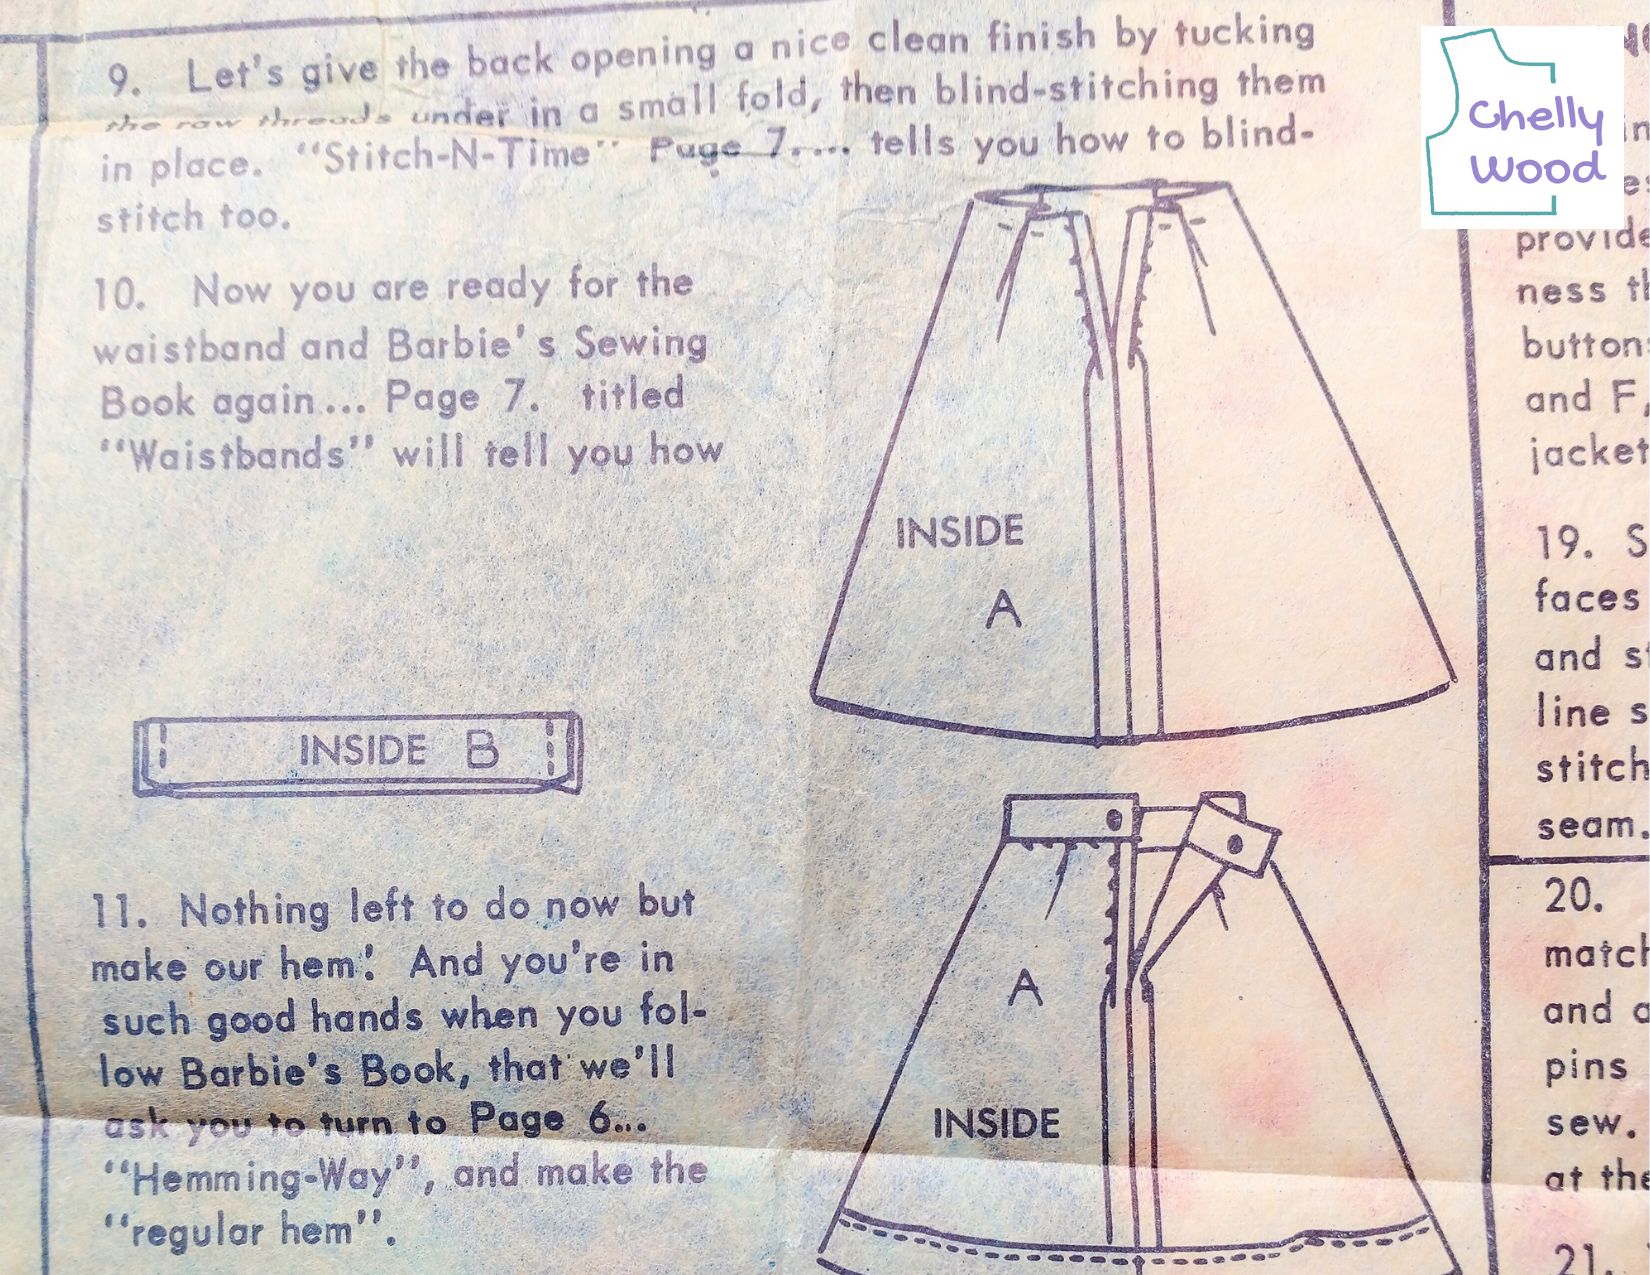 9. Let's give the back opening a nice clean finish by tucking
the raw threads under in a small fold, then blind-stitching them
in place. "Stitch-N-Time" Page 7.... tells you how to blind-
stitch too.
10. Now you are ready for the
waistband and Barbie's Sewing
Book again... Page 7. titled
"Waistbands" will tell you how
INSIDE
A
INSIDE B
11. Nothing left to do now but
make our hem! And you're in
such good hands when you fol-
low Barbie's Book, that we'll
ask you to turn to Page 6...
"Hemming-Way", and make the
"regular hem".
A
INSIDE
Chelly
Wood
provide
ness
button
and F,
jacket
19.
faces
and
line
stitch
seam.
20.
match
and
pins
sew.
at the
21.